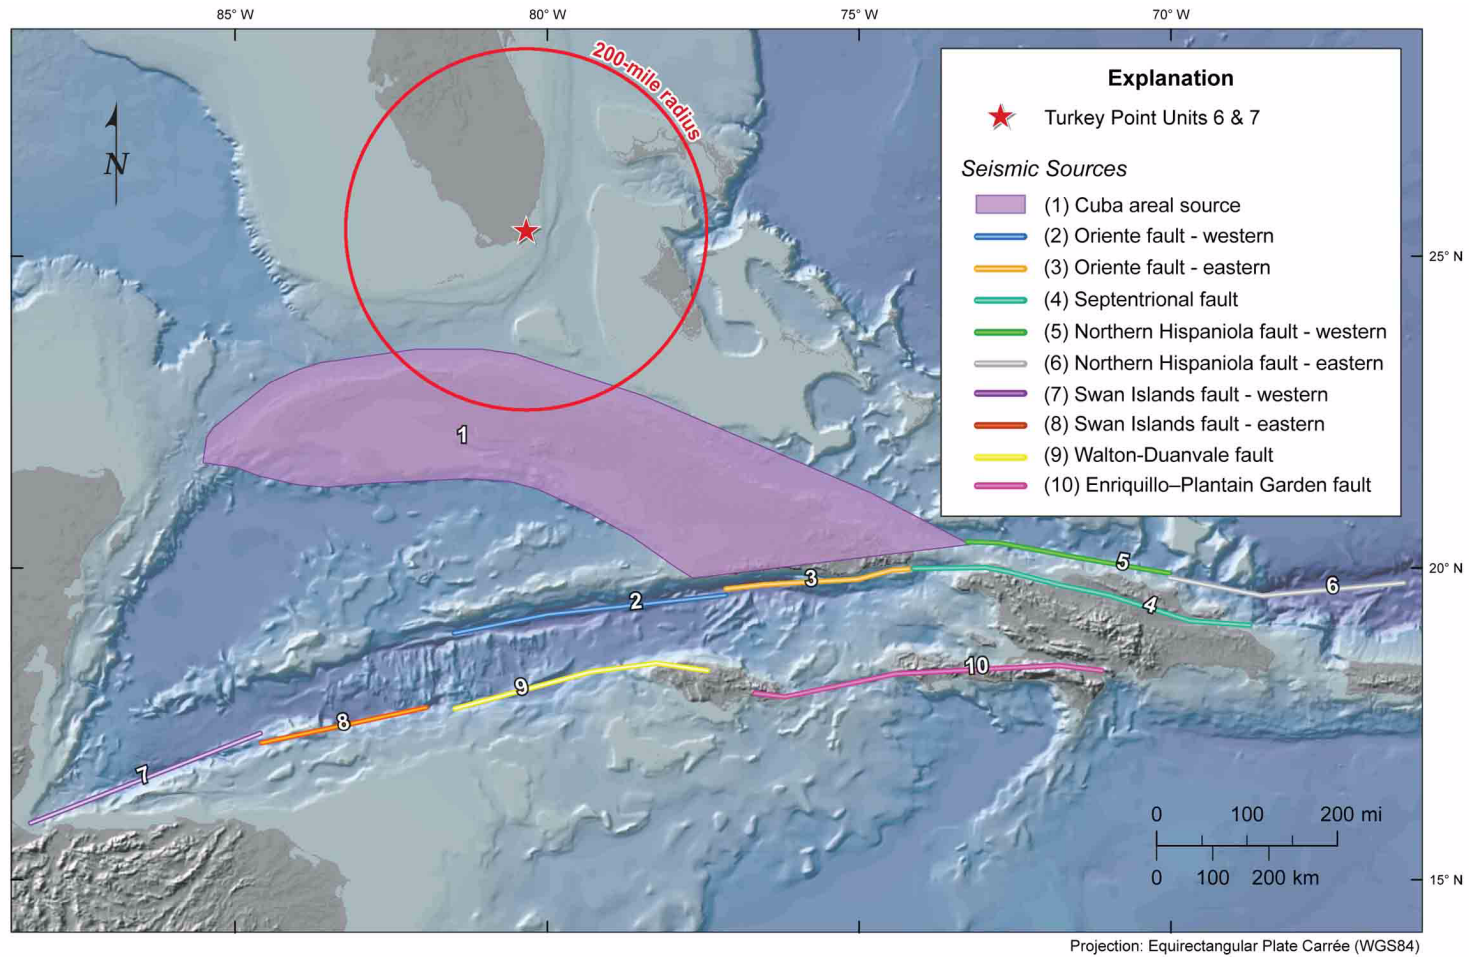 85° W
80° W
75° W
70° W
200-mile radius
Explanation
Turkey Point Units 6 & 7
Seismic Sources
(1) Cuba areal source
(2) Oriente fault - western
(3) Oriente fault - eastern
(4) Septentrional fault
(5) Northern Hispaniola fault - western
(6) Northern Hispaniola fault - eastern
(7) Swan Islands fault - western
(8) Swan Islands fault - eastern
(9) Walton-Duanvale fault
(10) Enriquillo–Plantain Garden fault
N
25° N
1
5
20° N
3
6
2
4
10
9
8
7
0 100 200 mi
0 100 200 km
15° N
Projection: Equirectangular Plate Carrée (WGS84)